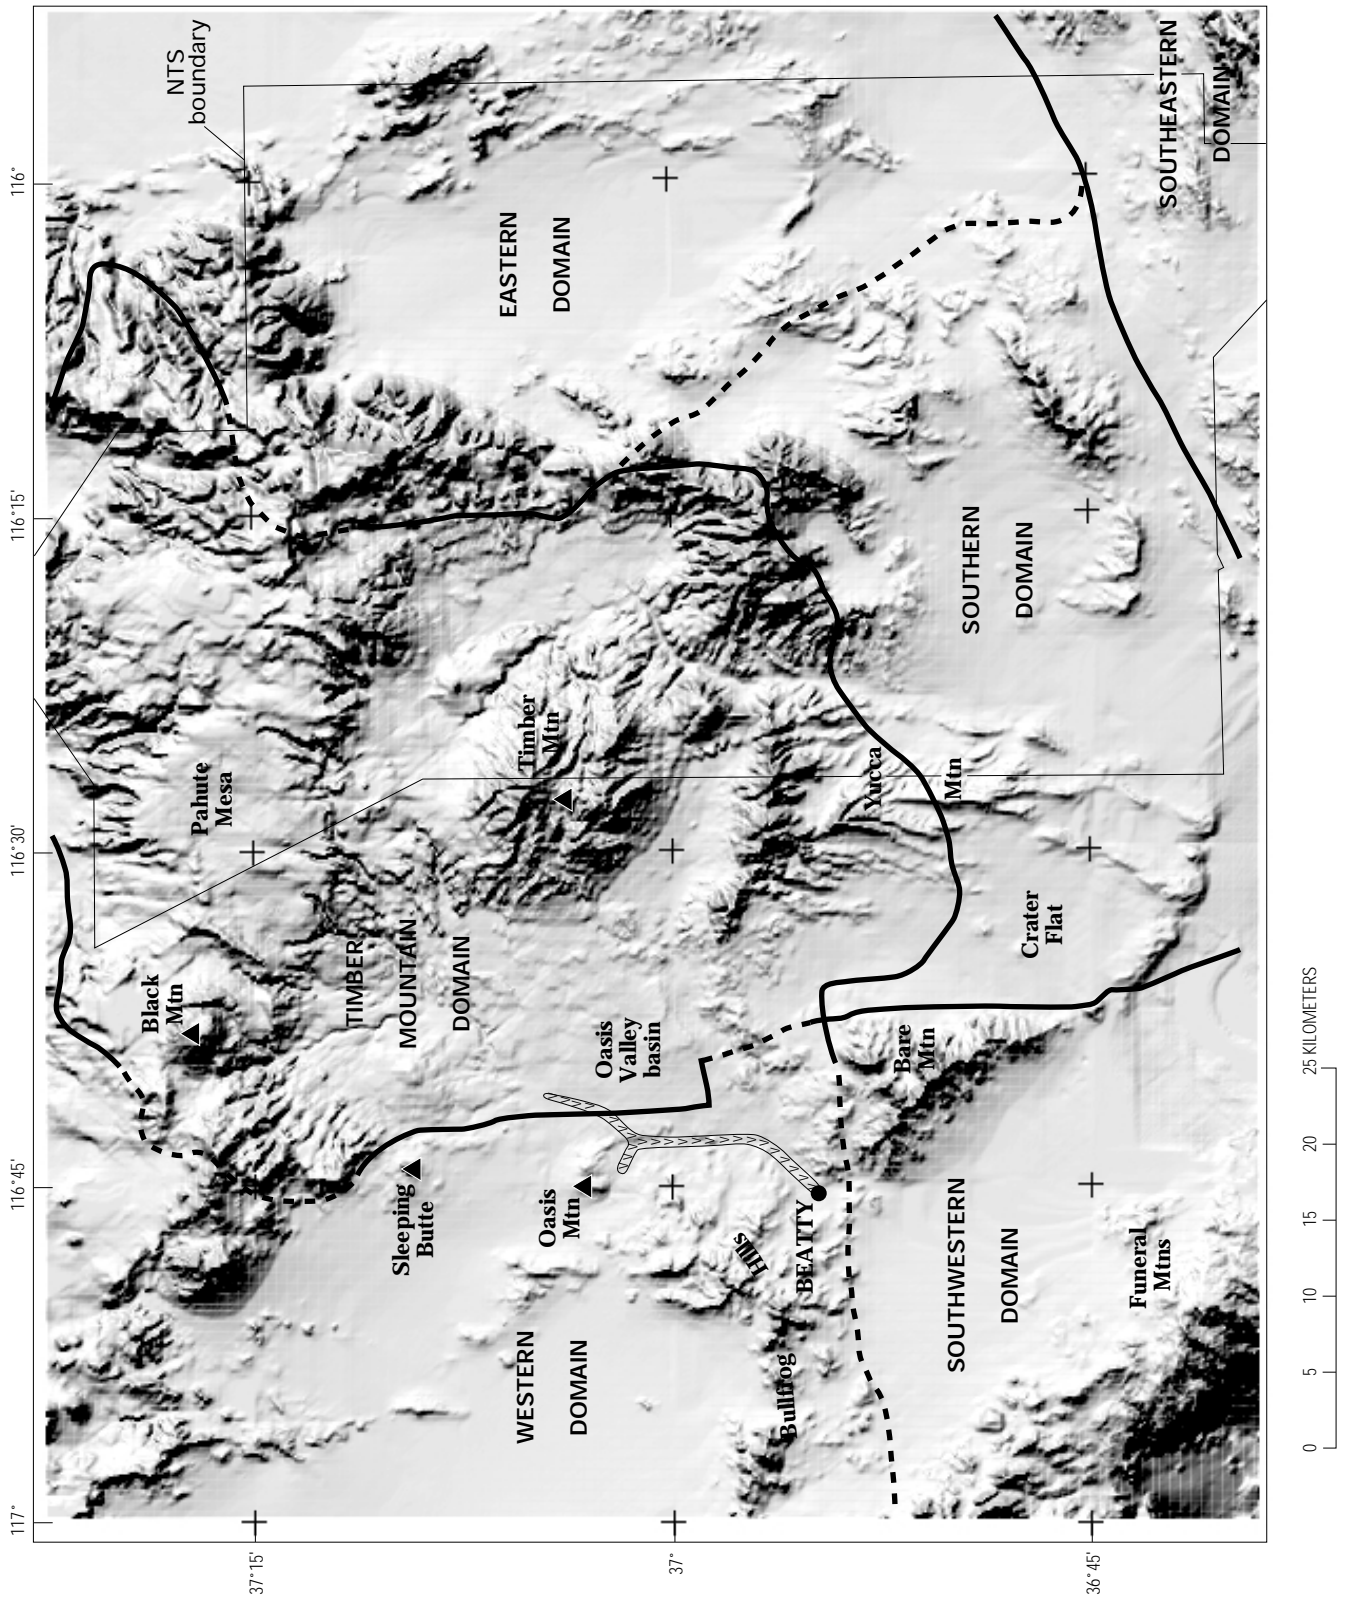 117°
116°45'
116°30'
116°15'
116°
37°15'
37°
36°45'
NTS
boundary
Pahute
Mesa
Black
Mtn
TIMBER
MOUNTAIN
DOMAIN
Timber
Mtn
EASTERN
DOMAIN
Sleeping
Butte
Oasis
Mtn
Oasis
Valley
basin
WESTERN
DOMAIN
Bullfrog
Hills
BEATTY
Bare
Mtn
Yucca
Mtn
Crater
Flat
SOUTHERN
DOMAIN
SOUTHWESTERN
DOMAIN
Funeral
Mtns
SOUTHEASTERN
DOMAIN
0 5 10 15 20 25 KILOMETERS